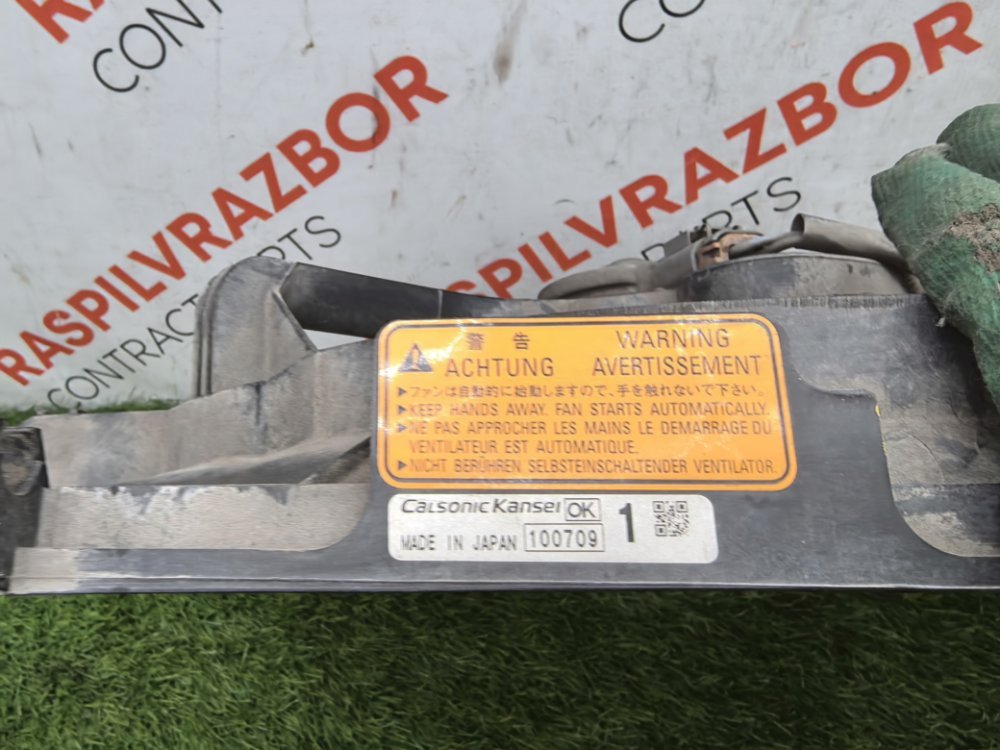 RASPILVRAZBOR
CONTRACT PARTS
RASPILVRAZBOR
警告 WARNING
ACHTUNG AVERTISSEMENT
▶ファンは自動的に始動しますので、手を触れないで下さい。
▶KEEP HANDS AWAY. FAN STARTS AUTOMATICALLY.
▶NE PAS APPROCHER LES MAINS LE DEMARRAGE DU
VENTILATEUR EST AUTOMATIQUE.
▶NICHT BERÜHREN SELBSTEINSCHALTENDER VENTILATOR.
Calsonic Kansei OK 1
MADE IN JAPAN 100709